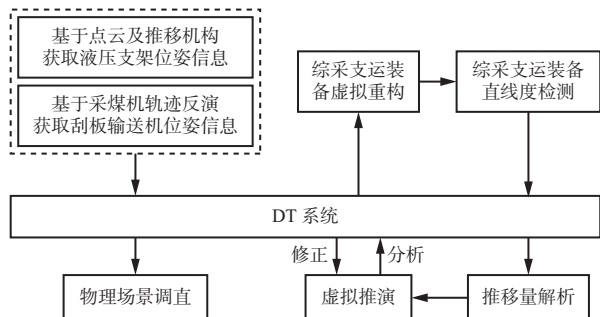 基于点云及推移机构
获取液压支架位姿信息
基于采煤机轨迹反演
获取刮板输送机位姿信息
综采支运装
备虚拟重构
综采支运装备
直线度检测
DT 系统
修正
分析
物理场景调直
虚拟推演
推移量解析